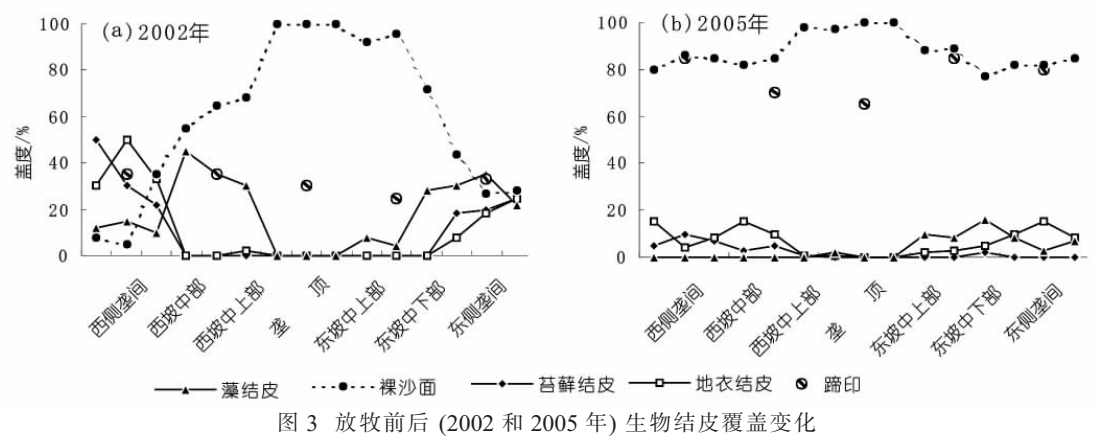 (a) 2002年
(b) 2005年
盖度/%
100
80
60
40
20
0
西侧垄间
西坡中部
西坡中上部
垄 顶
东坡中上部
东坡中下部
东侧垄间
盖度/%
100
80
60
40
20
0
西侧垄间
西坡中部
西坡中上部
垄 顶
东坡中上部
东坡中下部
东侧垄间
藻结皮 裸沙面 苔藓结皮 地衣结皮 蹄印
图 3 放牧前后 (2002 和 2005 年) 生物结皮覆盖变化